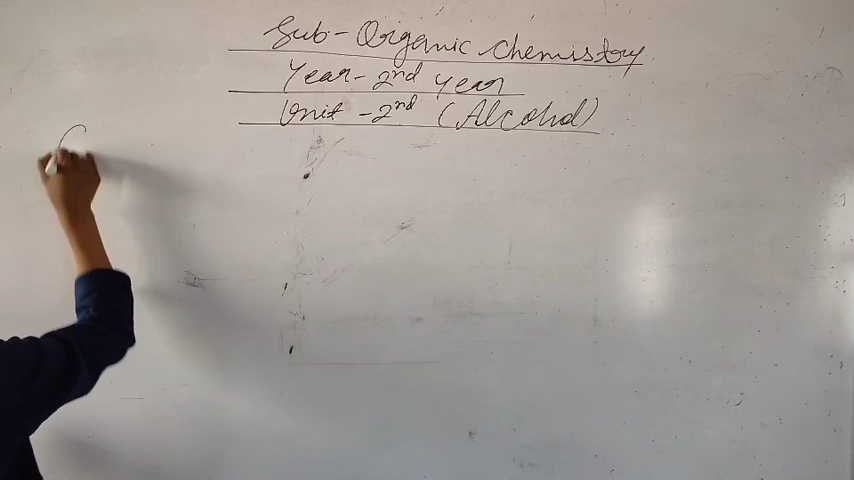 Sub - Organic Chemistry
Year - 2nd year
Unit - 2nd (Alcohol)